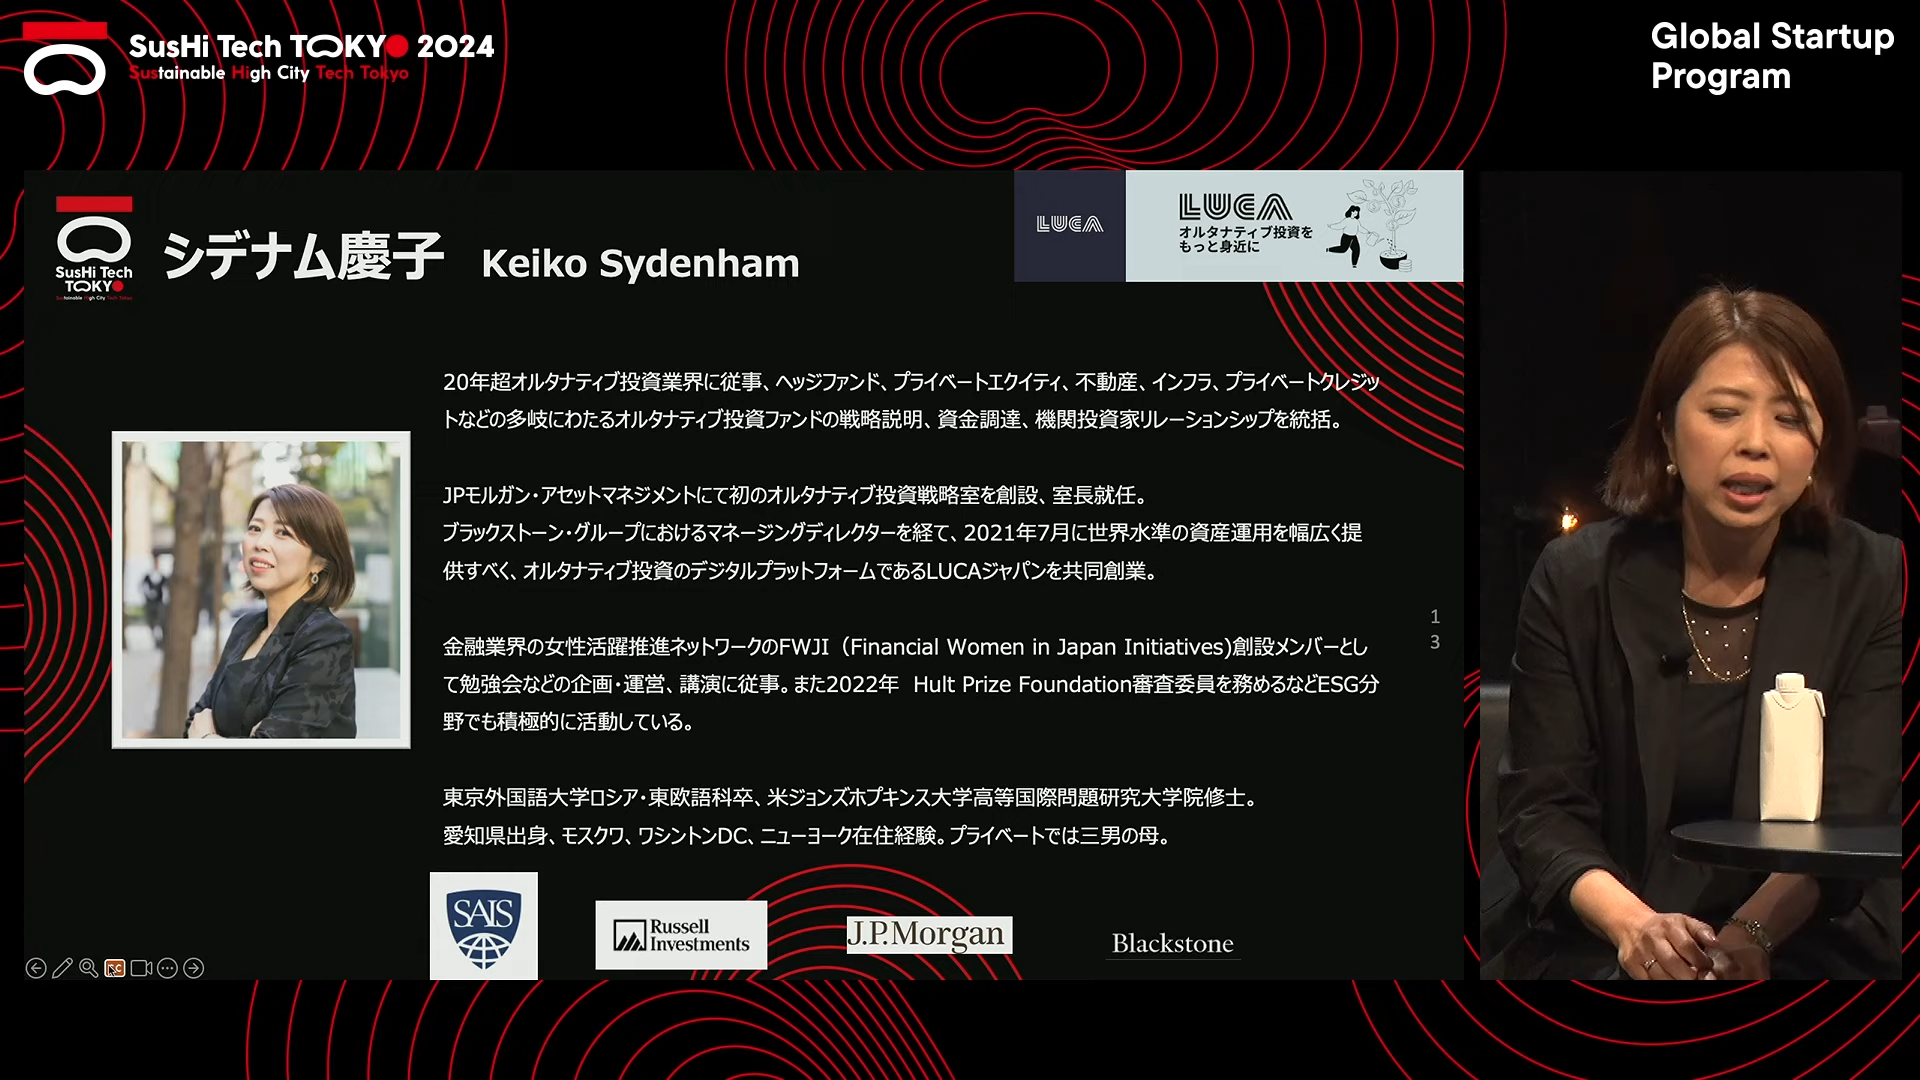 SusHi Tech TOKYO 2024
Sustainable High City Tech Tokyo
Global Startup
Program
SusHi Tech
TOKYO
Sustainable High City Tech Tokyo
シデナム慶子 Keiko Sydenham
LUCA
LUCA
オルタナティブ投資を
もっと身近に
20年超オルタナティブ投資業界に従事、ヘッジファンド、プライベートエクイティ、不動産、インフラ、プライベートクレジッ
トなどの多岐にわたるオルタナティブ投資ファンドの戦略説明、資金調達、機関投資家リレーションシップを統括。
JPモルガン・アセットマネジメントにて初のオルタナティブ投資戦略室を創設、室長就任。
ブラックストーン・グループにおけるマネージングディレクターを経て、2021年7月に世界水準の資産運用を幅広く提
供すべく、オルタナティブ投資のデジタルプラットフォームであるLUCAジャパンを共同創業。
1
3
金融業界の女性活躍推進ネットワークのFWJI（Financial Women in Japan Initiatives)創設メンバーとし
て勉強会などの企画・運営、講演に従事。また2022年 Hult Prize Foundation審査委員を務めるなどESG分
野でも積極的に活動している。
東京外国語大学ロシア・東欧語科卒、米ジョンズホプキンス大学高等国際問題研究大学院修士。
愛知県出身、モスクワ、ワシントンDC、ニューヨーク在住経験。プライベートでは三男の母。
SAIS
Russell
Investments
J.P.Morgan
Blackstone